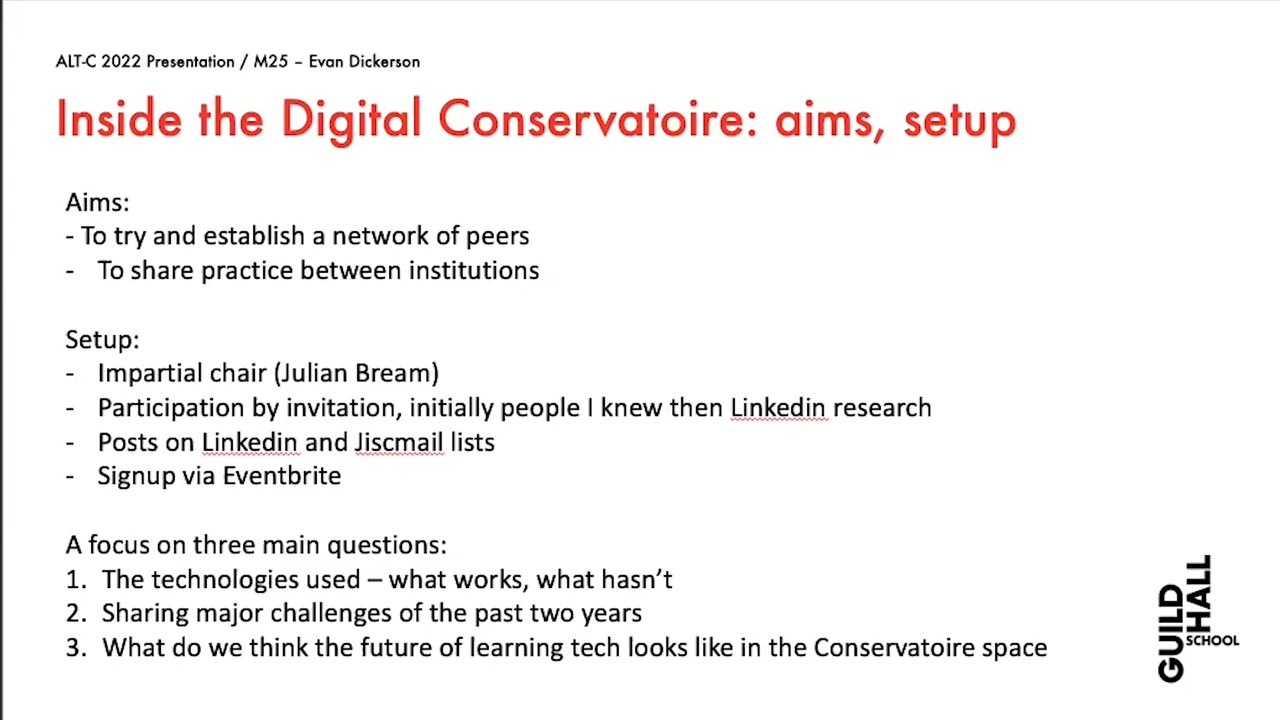 ALT-C 2022 Presentation / M25 – Evan Dickerson
Inside the Digital Conservatoire: aims, setup
Aims:
- To try and establish a network of peers
- To share practice between institutions
Setup:
- Impartial chair (Julian Bream)
- Participation by invitation, initially people I knew then Linkedin research
- Posts on Linkedin and Jiscmail lists
- Signup via Eventbrite
A focus on three main questions:
1. The technologies used – what works, what hasn't
2. Sharing major challenges of the past two years
3. What do we think the future of learning tech looks like in the Conservatoire space
GUILD
HALL
SCHOOL